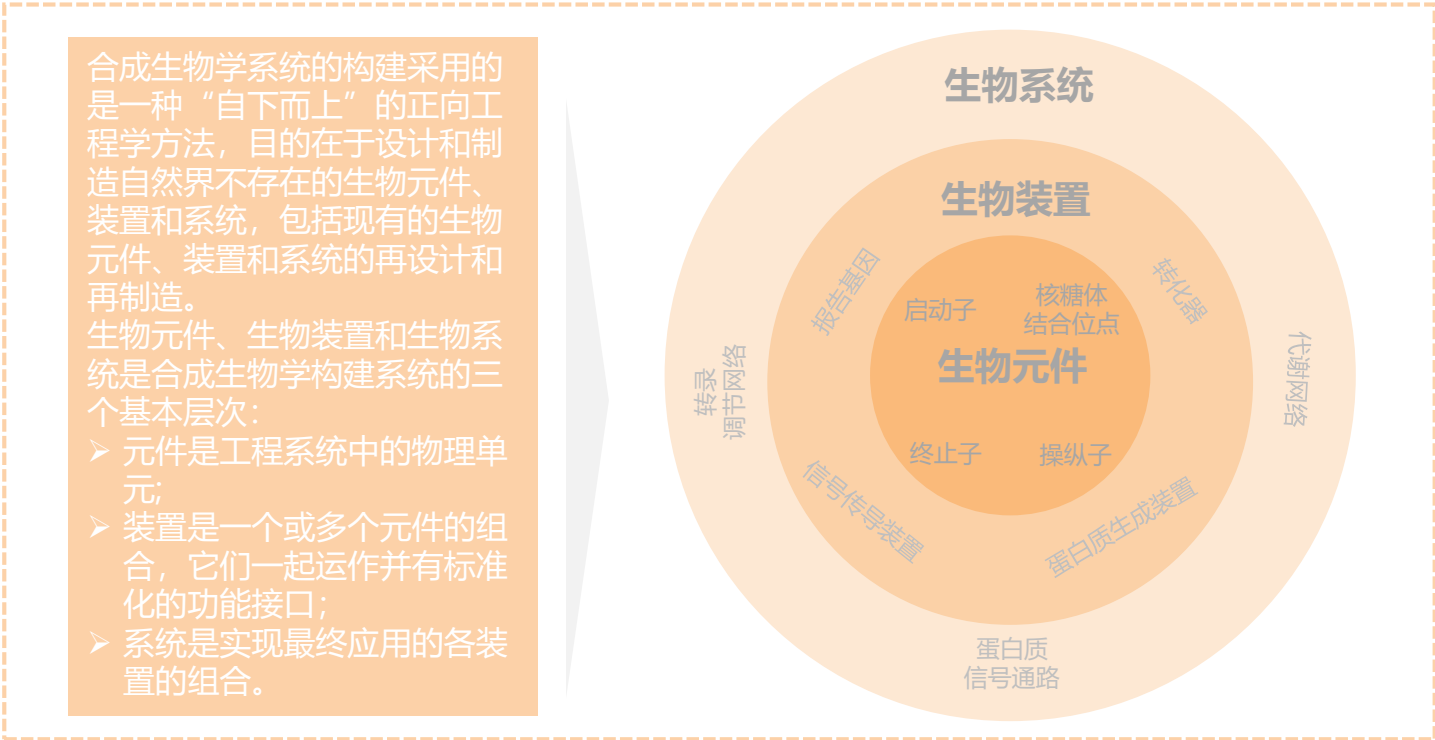 合成生物学系统的构建采用的
是一种“自下而上”的正向工
程学方法，目的在于设计和制
造自然界不存在的生物元件、
装置和系统，包括现有的生物
元件、装置和系统的再设计和
再制造。
生物元件、生物装置和生物系
统是合成生物学构建系统的三
个基本层次：
➢ 元件是工程系统中的物理单
元;
➢ 装置是一个或多个元件的组
合，它们一起运作并有标准
化的功能接口；
➢ 系统是实现最终应用的各装
置的组合。
生物系统
生物装置
报告基因
转化器
启动子
核糖体
结合位点
生物元件
转录
调节网络
代谢网络
终止子
操纵子
信号传导装置
蛋白质生成装置
蛋白质
信号通路